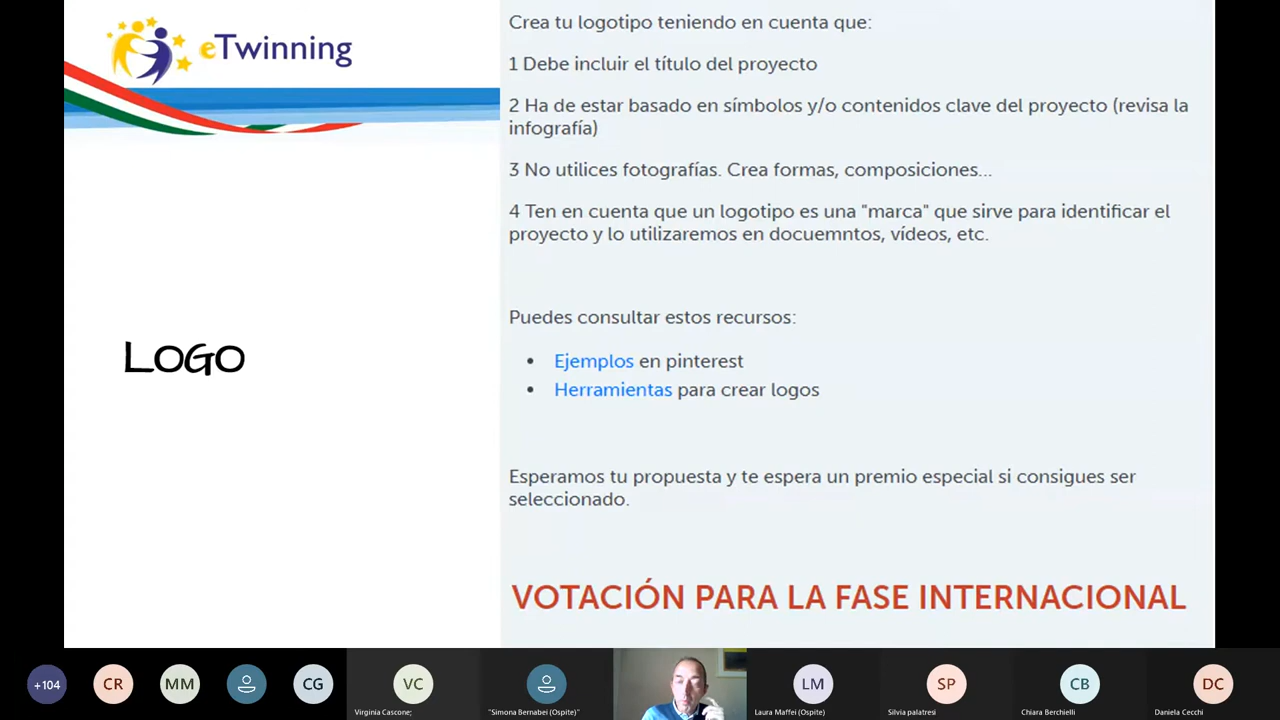 eTwinning
LOGO
Crea tu logotipo teniendo en cuenta que:
1 Debe incluir el título del proyecto
2 Ha de estar basado en símbolos y/o contenidos clave del proyecto (revisa la
infografía)
3 No utilices fotografías. Crea formas, composiciones...
4 Ten en cuenta que un logotipo es una "marca" que sirve para identificar el
proyecto y lo utilizaremos en docuemntos, vídeos, etc.
Puedes consultar estos recursos:
• Ejemplos en pinterest
• Herramientas para crear logos
Esperamos tu propuesta y te espera un premio especial si consigues ser
seleccionado.
VOTACIÓN PARA LA FASE INTERNACIONAL
+104 CR MM CG VC LM SP CB DC
Virginia Cascone; "Simona Bernabei (Ospite)" Laura Maffei (Ospite) Silvia palatresi Chiara Berchielli Daniela Cecchi